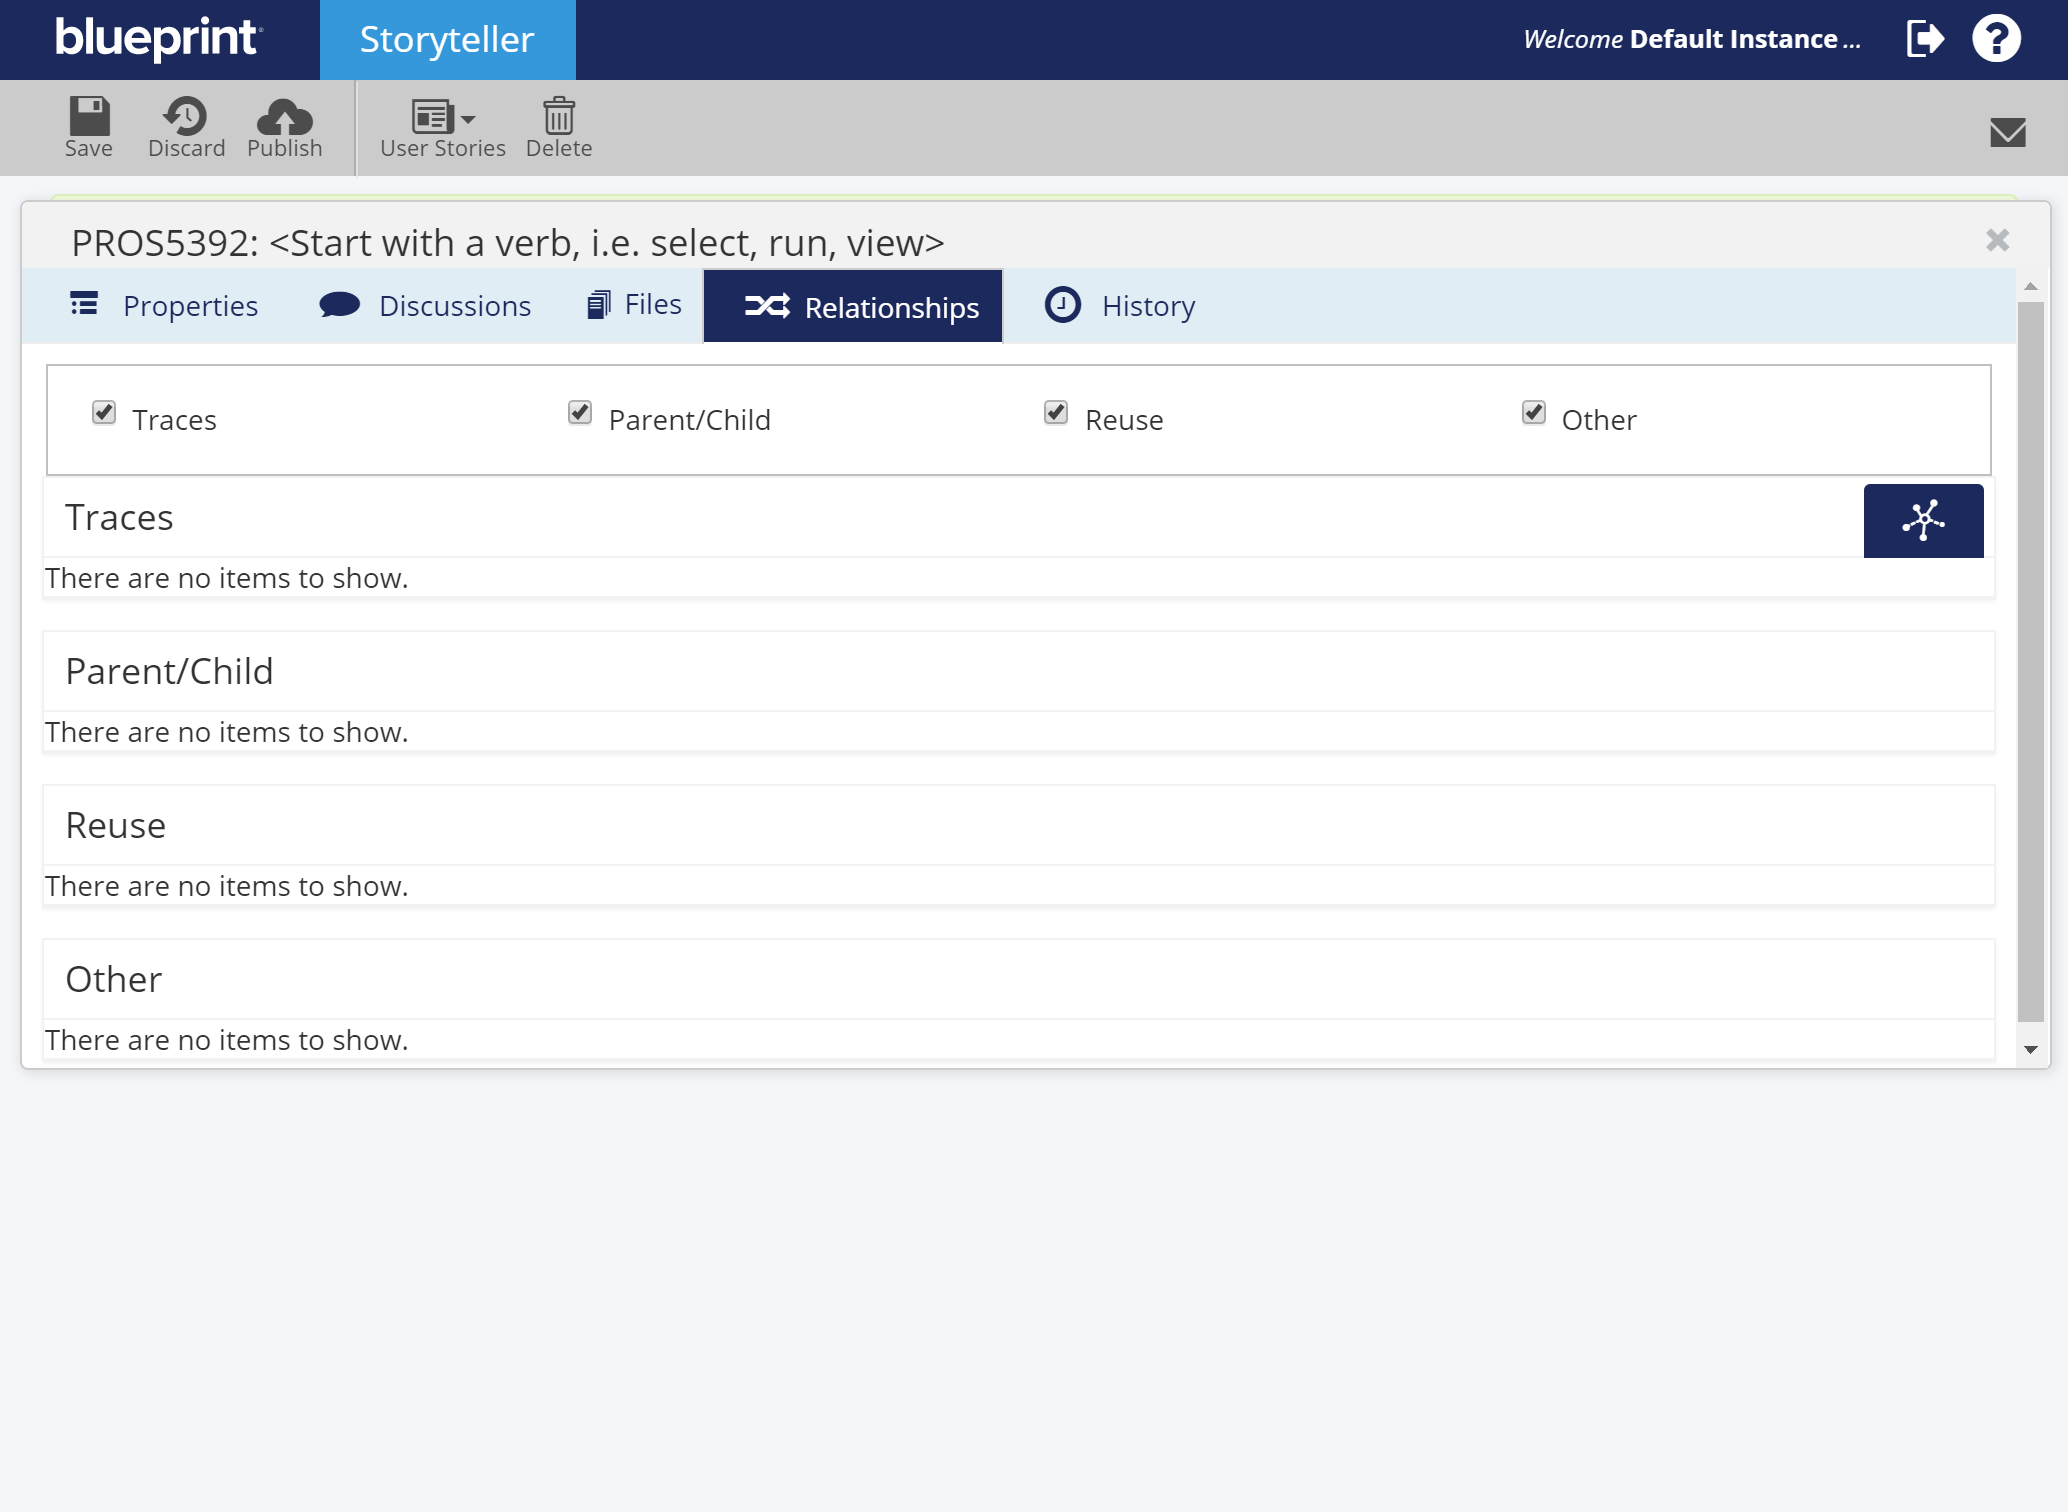 blueprint
Storyteller
Welcome Default Instance ...
Save
Discard
Publish
User Stories
Delete
PROS5392: <Start with a verb, i.e. select, run, view>
Properties
Discussions
Files
Relationships
History
Traces
Parent/Child
Reuse
Other
Traces
There are no items to show.
Parent/Child
There are no items to show.
Reuse
There are no items to show.
Other
There are no items to show.